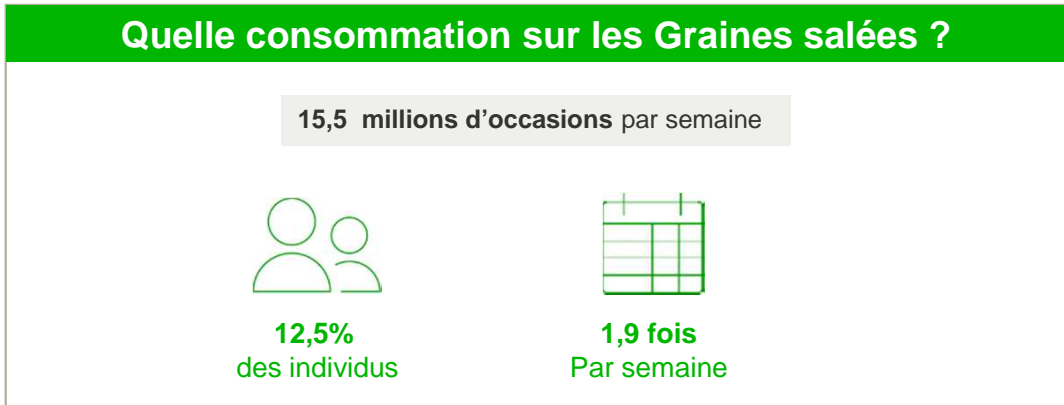 Quelle consommation sur les Graines salées ?
15,5 millions d'occasions par semaine
12,5%
des individus
1,9 fois
Par semaine